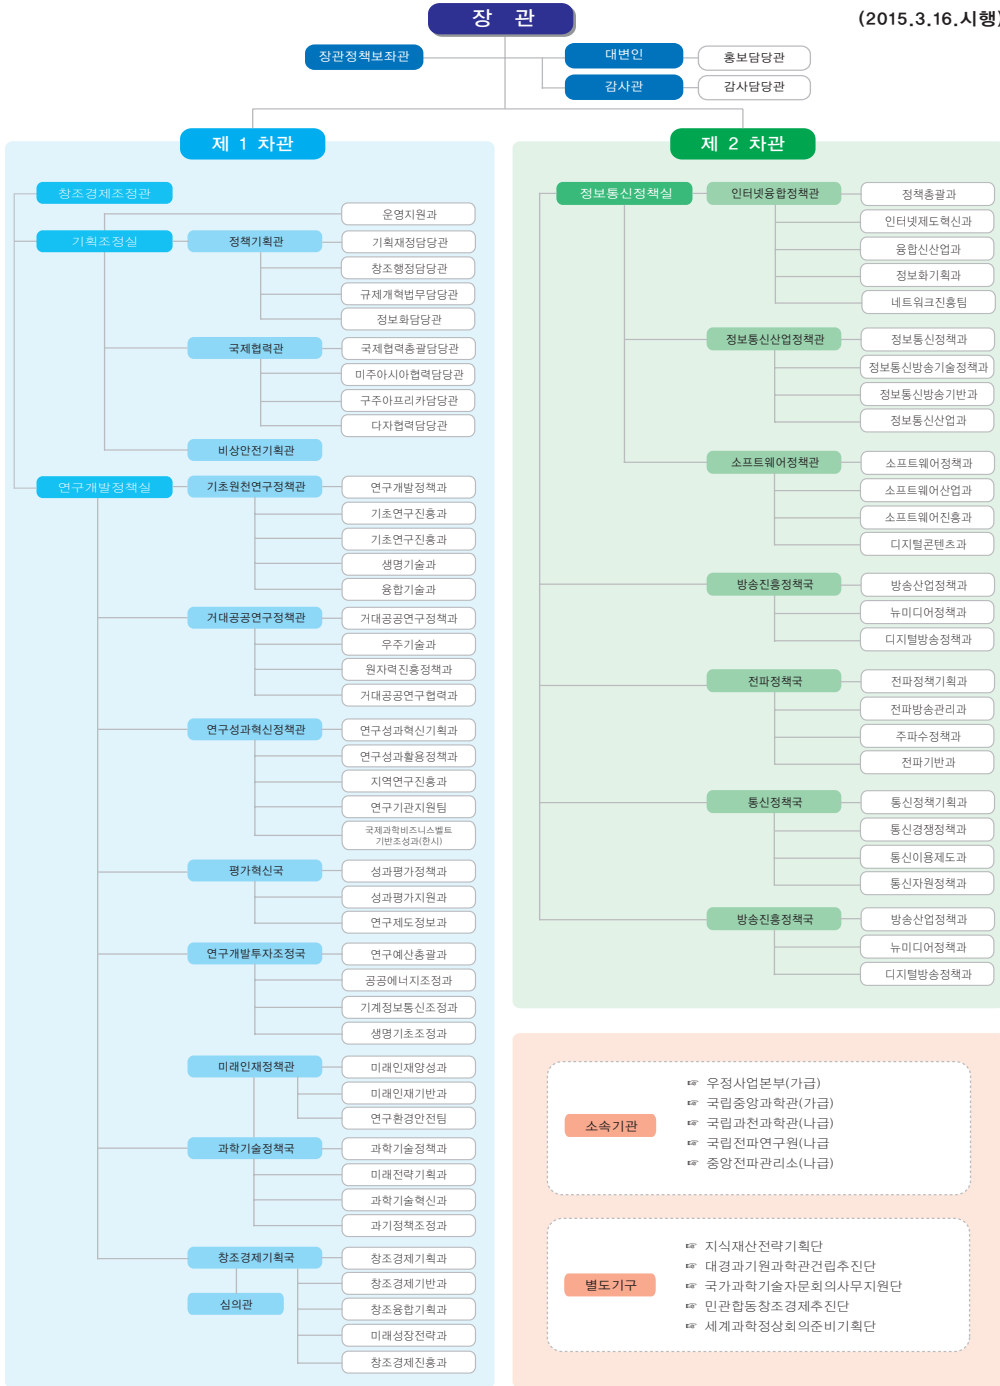 장 관
(2015.3.16.시행)
장관정책보좌관
대변인
홍보담당관
감사관
감사담당관
제 1 차관
창조경제조정관
운영지원과
기획조정실
정책기획관
기획재정담당관
창조행정담당관
규제개혁법무담당관
정보화담당관
국제협력관
국제협력총괄담당관
미주아시아협력담당관
구주아프리카담당관
다자협력담당관
비상안전기획관
연구개발정책실
기초원천연구정책관
연구개발정책과
기초연구진흥과
기초연구진흥과
생명기술과
융합기술과
거대공공연구정책관
거대공공연구정책과
우주기술과
원자력진흥정책과
거대공공연구협력과
연구성과혁신정책관
연구성과혁신기획과
연구성과활용정책과
지역연구진흥과
연구기관지원팀
국제과학비즈니스벨트
기반조성과(한시)
평가혁신국
성과평가정책과
성과평가지원과
연구제도정보과
연구개발투자조정국
연구예산총괄과
공공에너지조정과
기계정보통신조정과
생명기초조정과
미래인재정책관
미래인재양성과
미래인재기반과
연구환경안전팀
과학기술정책국
과학기술정책과
미래전략기획과
과학기술혁신과
과기정책조정과
창조경제기획국
창조경제기획과
창조경제기반과
심의관
창조융합기획과
미래성장전략과
창조경제진흥과
제 2 차관
정보통신정책실
인터넷융합정책관
정책총괄과
인터넷제도혁신과
융합신산업과
정보화기획과
네트워크진흥팀
정보통신산업정책관
정보통신정책과
정보통신방송기술정책과
정보통신방송기반과
정보통신산업과
소프트웨어정책관
소프트웨어정책과
소프트웨어산업과
소프트웨어진흥과
디지털콘텐츠과
방송진흥정책국
방송산업정책과
뉴미디어정책과
디지털방송정책과
전파정책국
전파정책기획과
전파방송관리과
주파수정책과
전파기반과
통신정책국
통신정책기획과
통신경쟁정책과
통신이용제도과
통신자원정책과
방송진흥정책국
방송산업정책과
뉴미디어정책과
디지털방송정책과
소속기관
☞ 우정사업본부(가급)
☞ 국립중앙과학관(가급)
☞ 국립과천과학관(나급)
☞ 국립전파연구원(나급
☞ 중앙전파관리소(나급)
별도기구
☞ 지식재산전략기획단
☞ 대경과기원과학관건립추진단
☞ 국가과학기술자문회의사무지원단
☞ 민관합동창조경제추진단
☞ 세계과학정상회의준비기획단